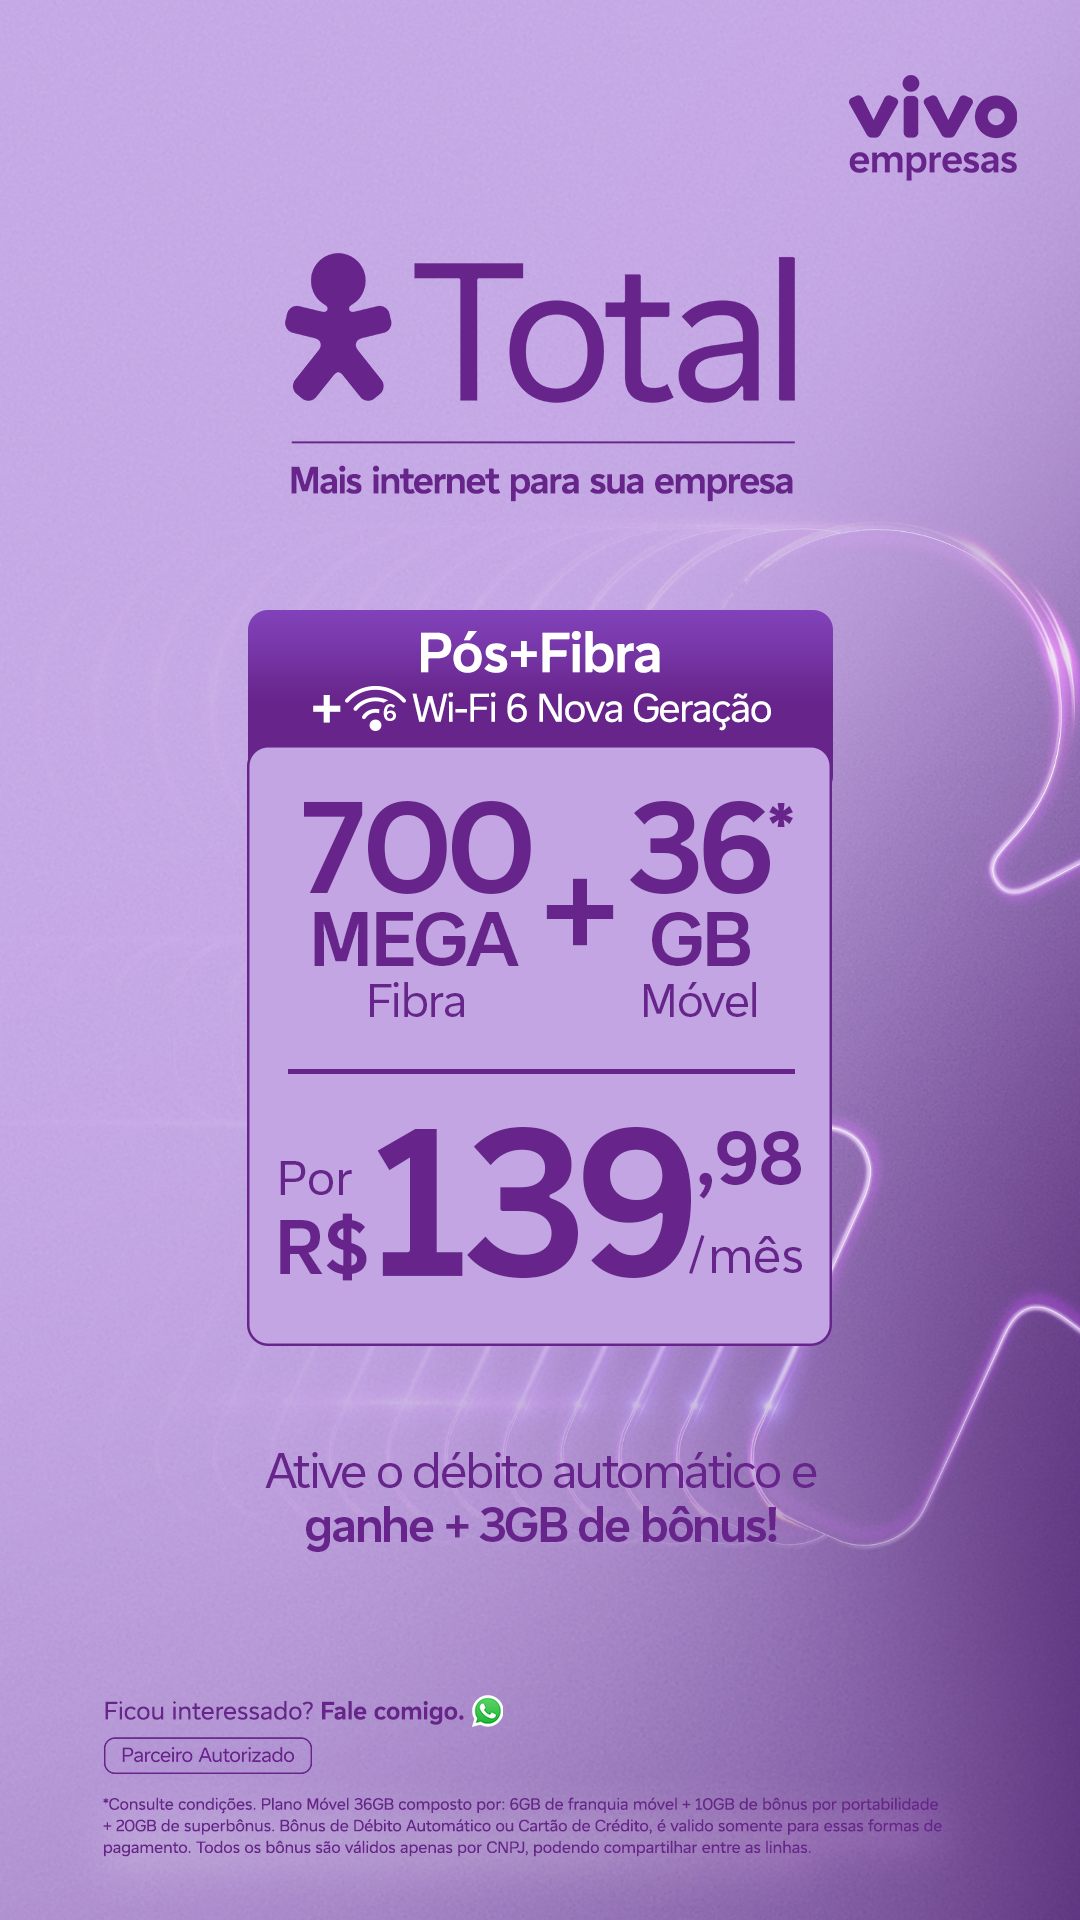 vivo
empresas
Total
Mais internet para sua empresa
Pós+Fibra
+ 6 Wi-Fi 6 Nova Geração
700 MEGA Fibra
+
36* GB Móvel
Por R$ 139,98 /mês
Ative o débito automático e
ganhe + 3GB de bônus!
Ficou interessado? Fale comigo.
Parceiro Autorizado
*Consulte condições. Plano Móvel 36GB composto por: 6GB de franquia móvel + 10GB de bônus por portabilidade
+ 20GB de superbônus. Bônus de Débito Automático ou Cartão de Crédito, é valido somente para essas formas de
pagamento. Todos os bônus são válidos apenas por CNPJ, podendo compartilhar entre as linhas.